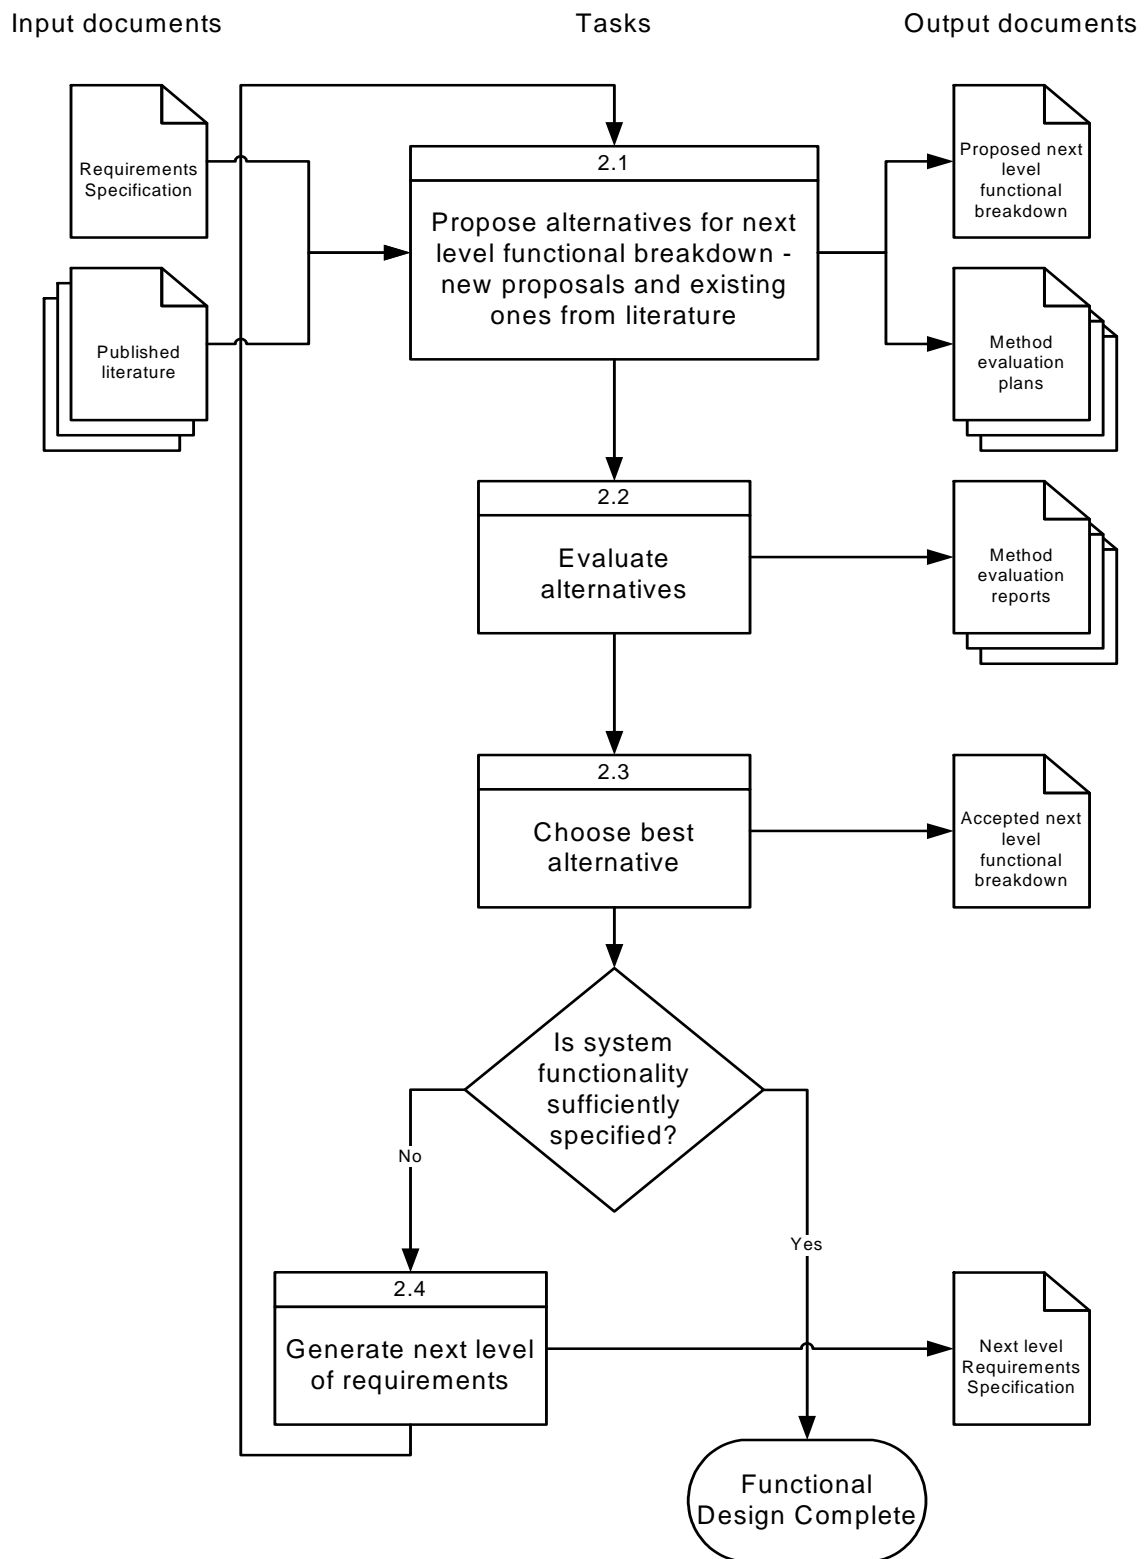 Input documents
Tasks
Output documents
Requirements
Specification
Published
literature
2.1
Propose alternatives for next
level functional breakdown -
new proposals and existing
ones from literature
Proposed next
level
functional
breakdown
Method
evaluation
plans
2.2
Evaluate
alternatives
Method
evaluation
reports
2.3
Choose best
alternative
Accepted next
level
functional
breakdown
Is system
functionality
sufficiently
specified?
No
Yes
2.4
Generate next level
of requirements
Next level
Requirements
Specification
Functional
Design Complete